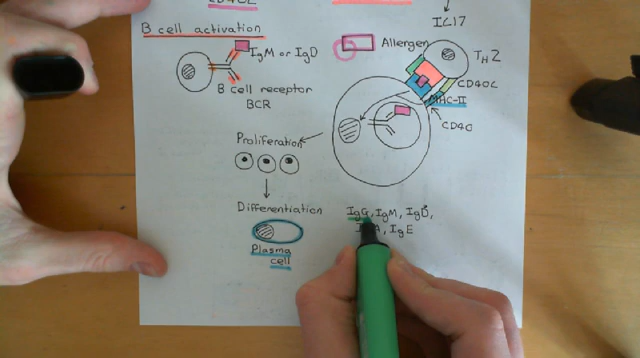 CD40L
IL17
B cell activation
IgM or IgD
Allergen
TH2
CD40L
MHC-II
CD40
B cell receptor
BCR
Proliferation
Differentiation
IgG, IgM, IgD,
IgE
Plasma
cell